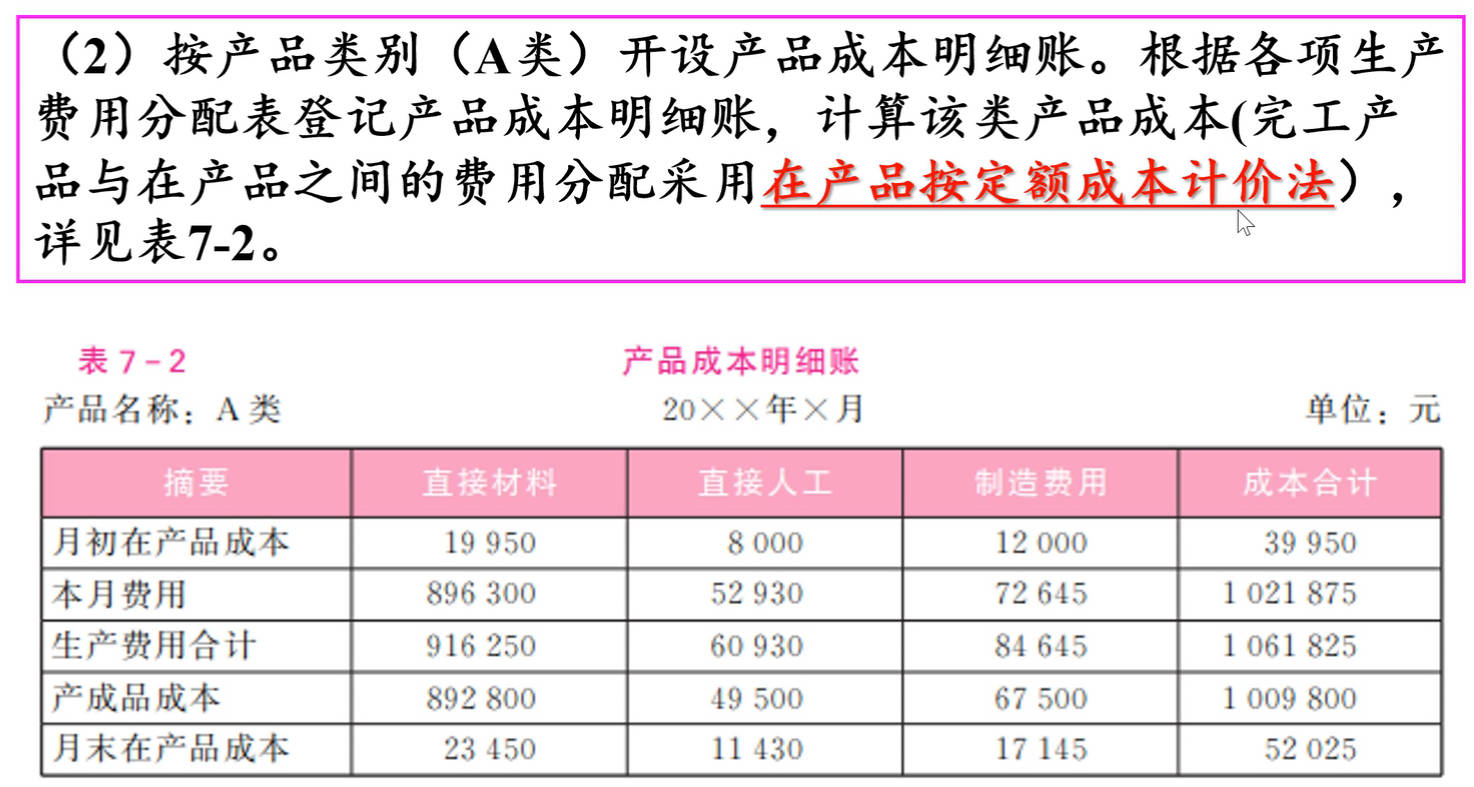 （2）按产品类别（A类）开设产品成本明细账。根据各项生产
费用分配表登记产品成本明细账，计算该类产品成本(完工产
品与在产品之间的费用分配采用在产品按定额成本计价法），
详见表7-2。
表 7－2 产品成本明细账
产品名称：A 类 20××年×月 单位：元
摘要 直接材料 直接人工 制造费用 成本合计
月初在产品成本 19 950 8 000 12 000 39 950
本月费用 896 300 52 930 72 645 1 021 875
生产费用合计 916 250 60 930 84 645 1 061 825
产成品成本 892 800 49 500 67 500 1 009 800
月末在产品成本 23 450 11 430 17 145 52 025